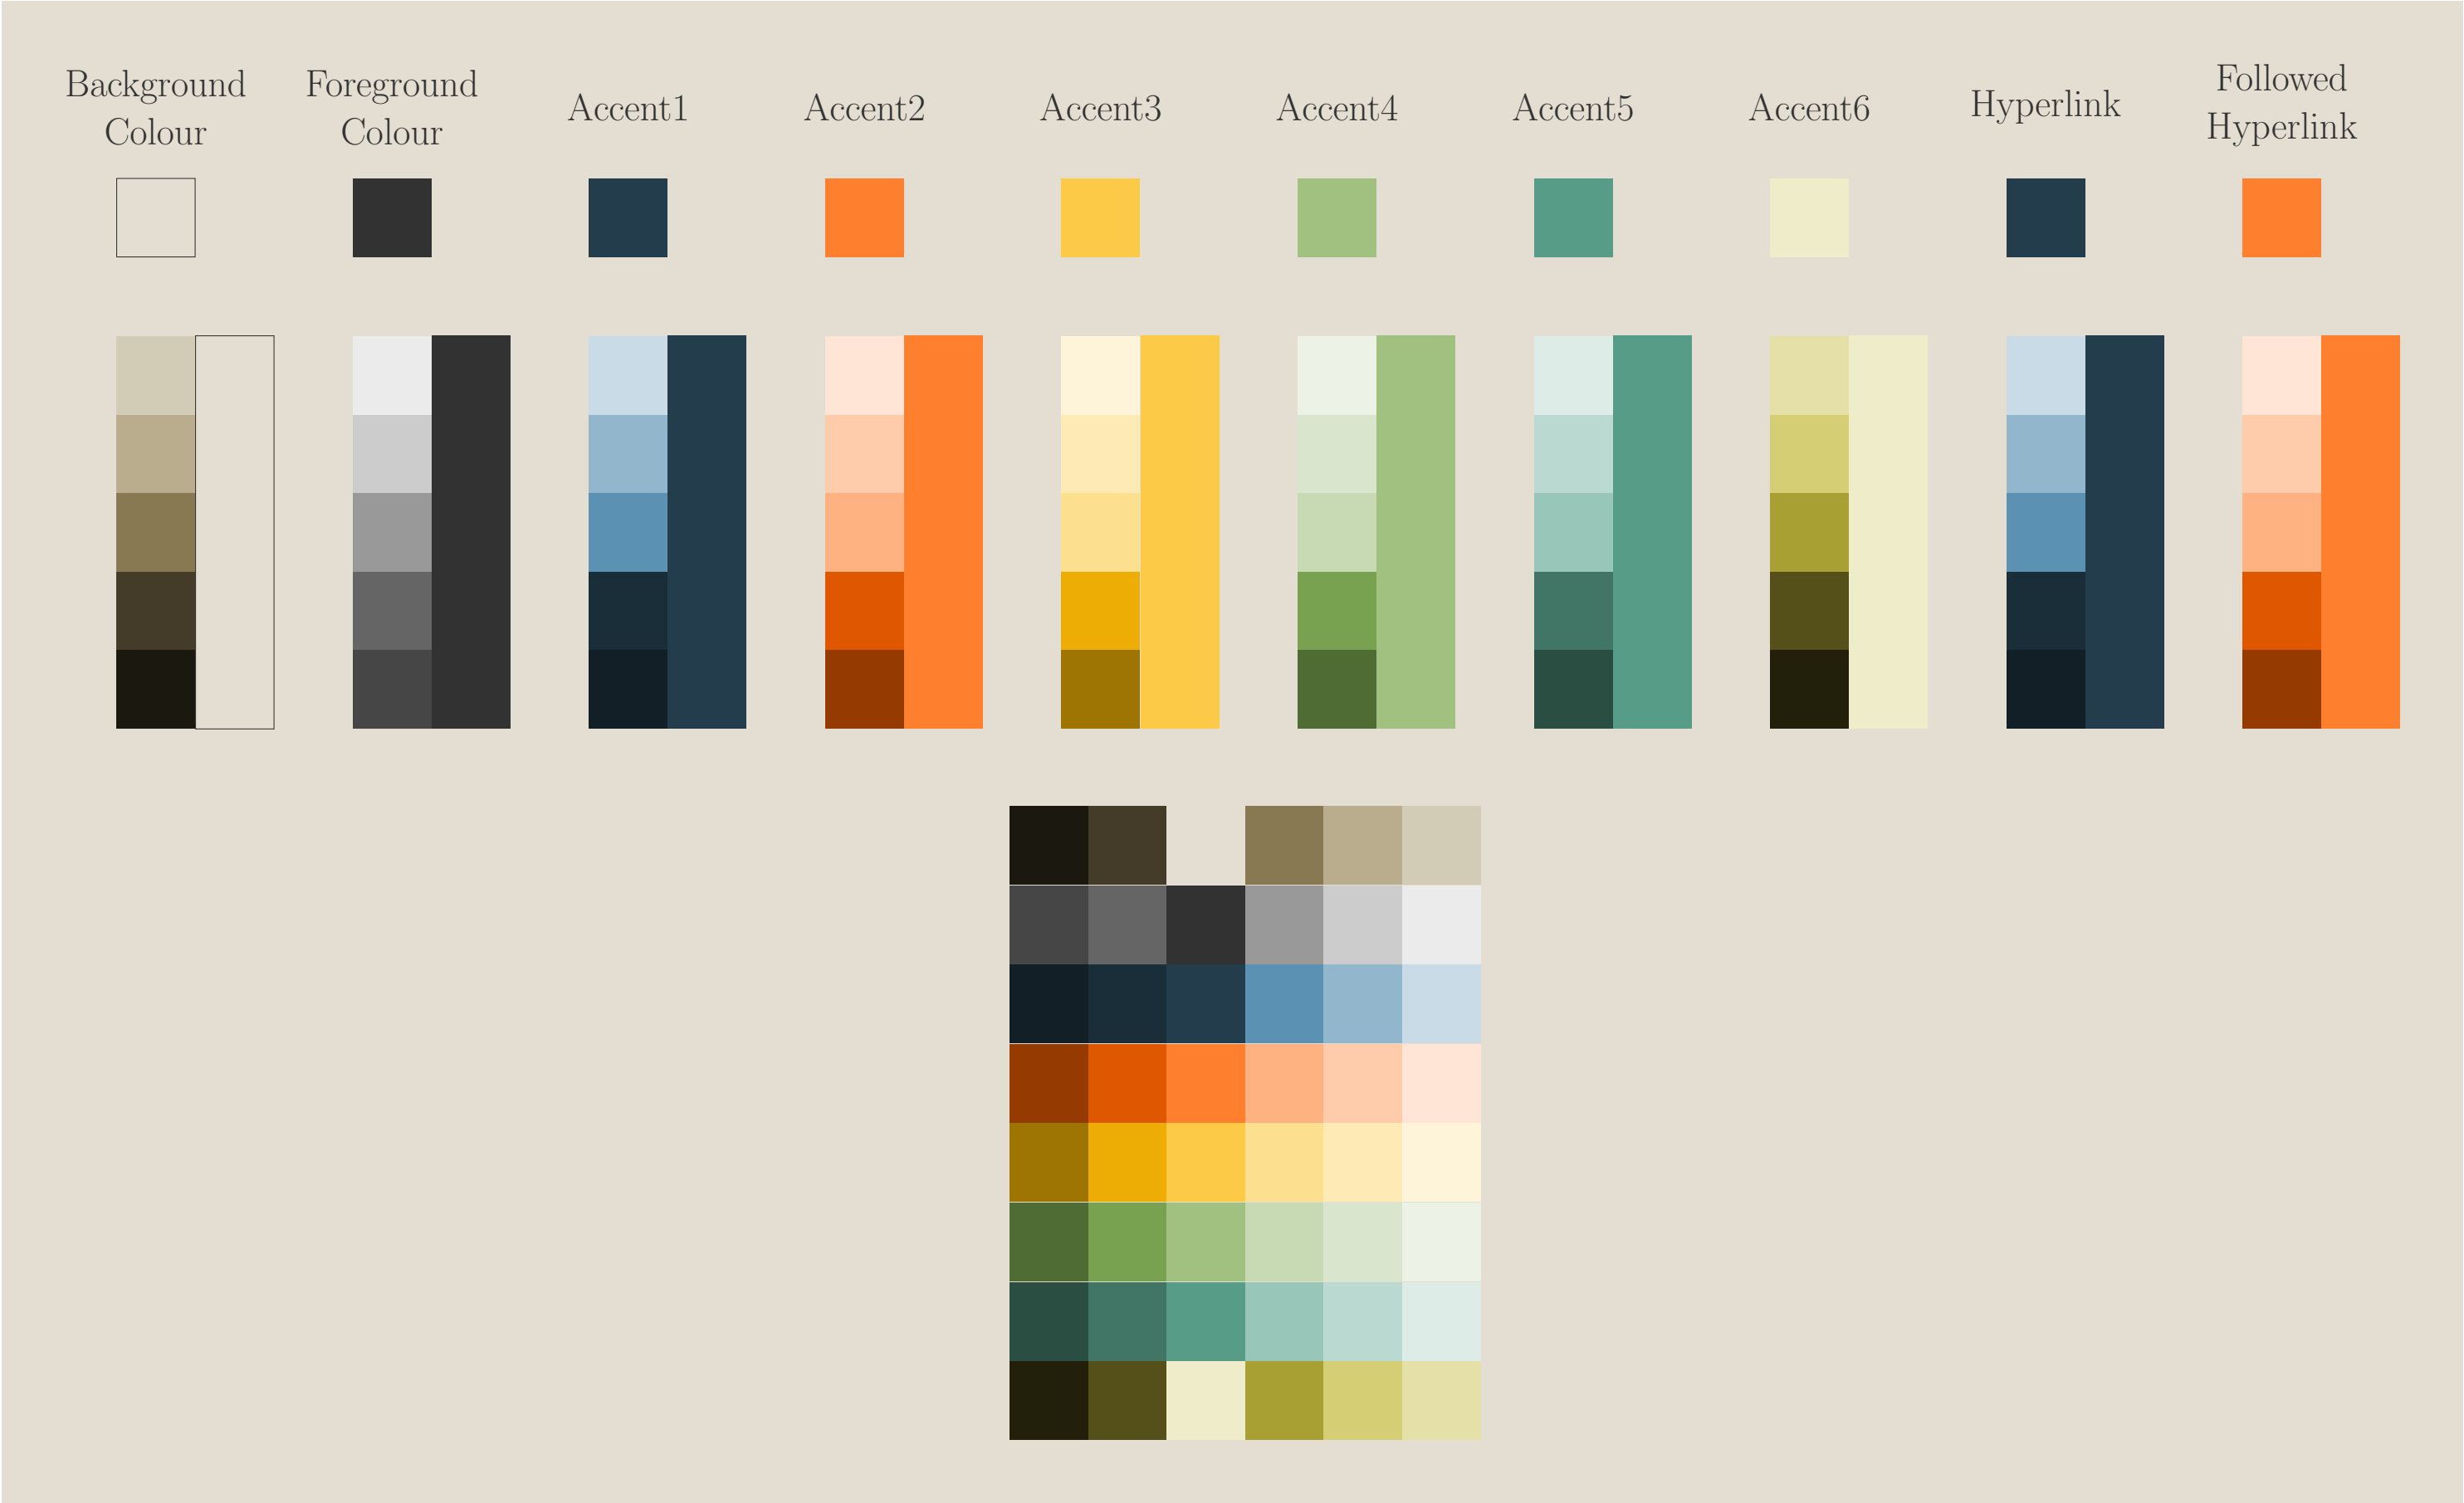 Background
Colour
Foreground
Colour
Accent1
Accent2
Accent3
Accent4
Accent5
Accent6
Hyperlink
Followed
Hyperlink